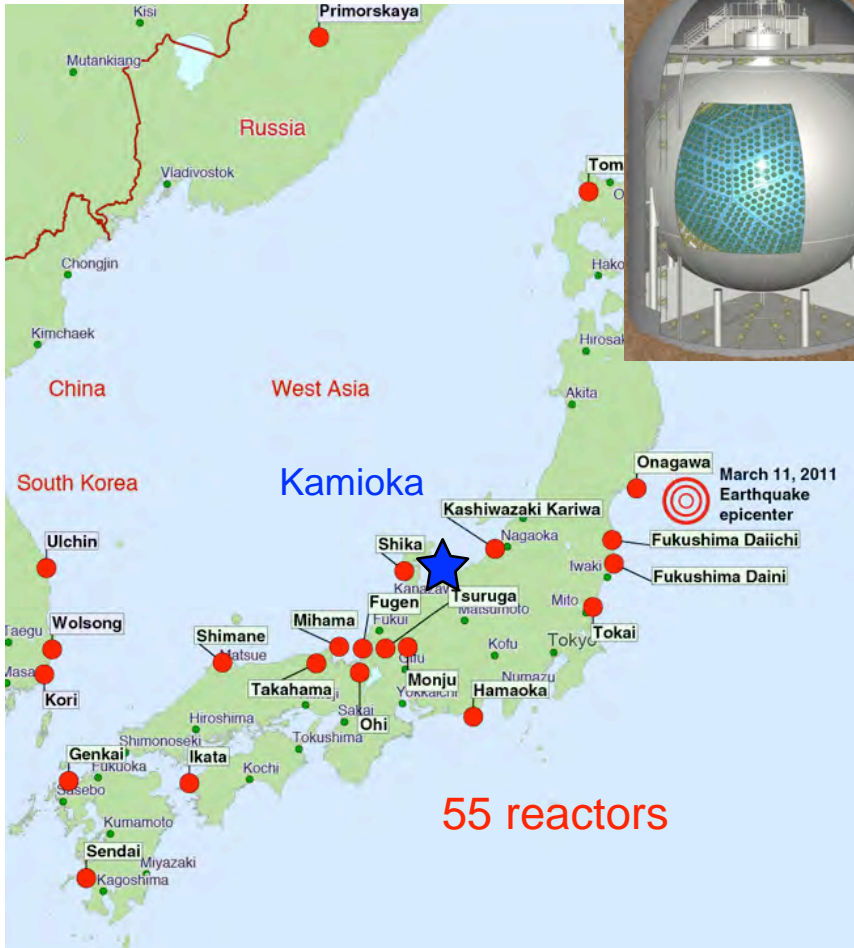 Kisi
Primorskaya
Mutankiang
Russia
Vladivostok
Tom
Chongjin
Hako
Kimchaek
Hirosak
China
West Asia
Akita
South Korea
Kamioka
Onagawa
March 11, 2011
Earthquake
epicenter
Kashiwazaki Kariwa
Nagaoka
Ulchin
Shika
Fukushima Daiichi
Iwaki
Fukushima Daini
Kanazav
Tsuruga
Fugen
Matsumoto
Mihama
Fukui
Mito
Wolsong
Taegu
Shimane
Matsue
Kofu
Tokyo
Tokai
Gifu
Masa
Kori
Takahama
Monju
Numazu
Yokkaichi
Hamaoka
Ohi
Sakai
Hiroshima
Tokushima
Shimonoseki
Genkai
Ikata
Fukuoka
Kochi
Sasebo
55 reactors
Kumamoto
Sendai
Miyazaki
Kagoshima